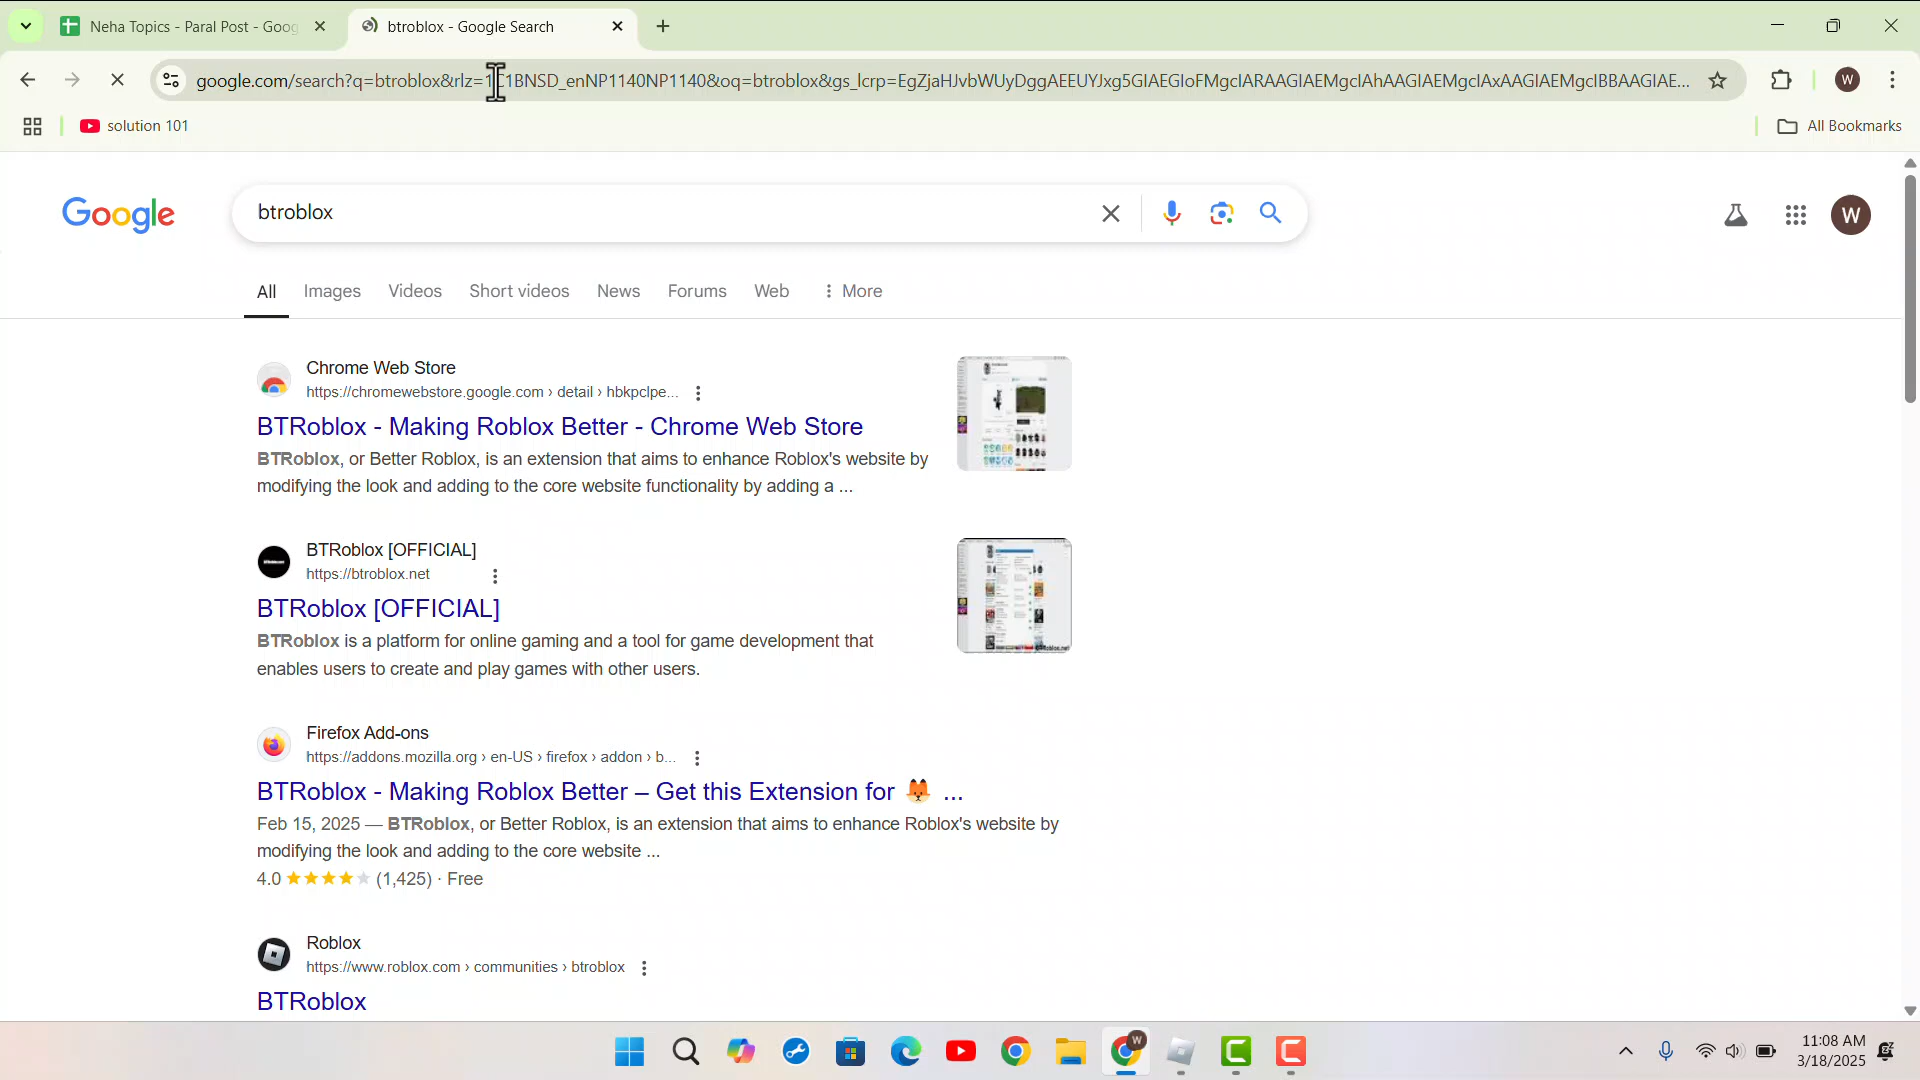 Neha Topics - Paral Post - Goog
btroblox - Google Search
google.com/search?q=btroblox&rlz=1C1BNSD_enNP1140NP1140&oq=btroblox&gs_lcrp=EgZjaHJvbWUyDggAEEUYJxg5GIAEGIoFMgcIARAAGIAEMgcIAhAAGIAEMgcIAxAAGIAEMgcIBBAAGIAE...
W
solution 101
All Bookmarks
Google
btroblox
W
All
Images
Videos
Short videos
News
Forums
Web
More
Chrome Web Store
https://chromewebstore.google.com › detail › hbkpclpe...
BTRoblox - Making Roblox Better - Chrome Web Store
BTRoblox, or Better Roblox, is an extension that aims to enhance Roblox's website by
modifying the look and adding to the core website functionality by adding a ...
BTRoblox [OFFICIAL]
https://btroblox.net
BTRoblox [OFFICIAL]
BTRoblox is a platform for online gaming and a tool for game development that
enables users to create and play games with other users.
Firefox Add-ons
https://addons.mozilla.org › en-US › firefox › addon › b...
BTRoblox - Making Roblox Better – Get this Extension for 🦊 ...
Feb 15, 2025 — BTRoblox, or Better Roblox, is an extension that aims to enhance Roblox's website by
modifying the look and adding to the core website ...
4.0 ★★★★★ (1,425) · Free
Roblox
https://www.roblox.com › communities › btroblox
BTRoblox
W
11:08 AM
3/18/2025